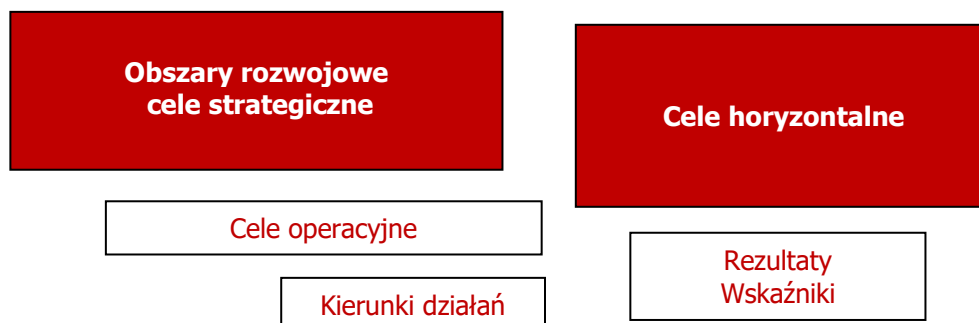 Obszary rozwojowe
cele strategiczne
Cele horyzontalne
Cele operacyjne
Rezultaty
Wskaźniki
Kierunki działań